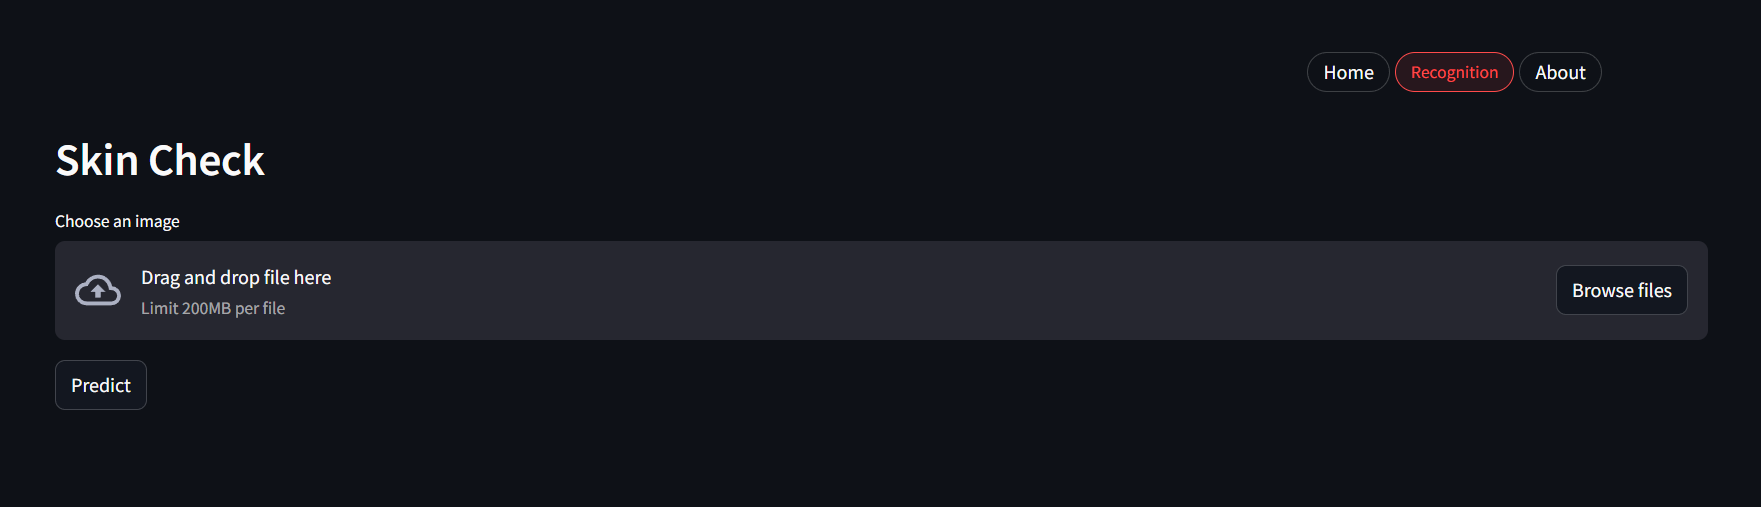 Home Recognition About
Skin Check
Choose an image
Drag and drop file here
Limit 200MB per file
Browse files
Predict